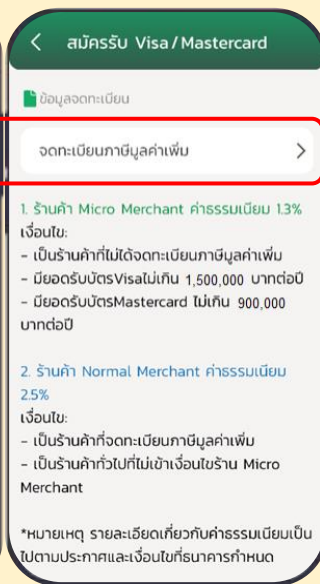 สมัครรับ Visa/Mastercard
ข้อมูลจดทะเบียน
จดทะเบียนภาษีมูลค่าเพิ่ม
1. ร้านค้า Micro Merchant ค่าธรรมเนียม 1.3%
เงื่อนไข:
- เป็นร้านค้าที่ไม่ได้จดทะเบียนภาษีมูลค่าเพิ่ม
- มียอดรับบัตรVisaไม่เกิน 1,500,000 บาทต่อปี
- มียอดรับบัตรMastercard ไม่เกิน 900,000
บาทต่อปี
2. ร้านค้า Normal Merchant ค่าธรรมเนียม
2.5%
เงื่อนไข:
- เป็นร้านค้าที่จดทะเบียนภาษีมูลค่าเพิ่ม
- เป็นร้านค้าทั่วไปที่ไม่เข้าเงื่อนไขร้าน Micro
Merchant
*หมายเหตุ รายละเอียดเกี่ยวกับค่าธรรมเนียมเป็น
ไปตามประกาศและเงื่อนไขที่ธนาคารกำหนด